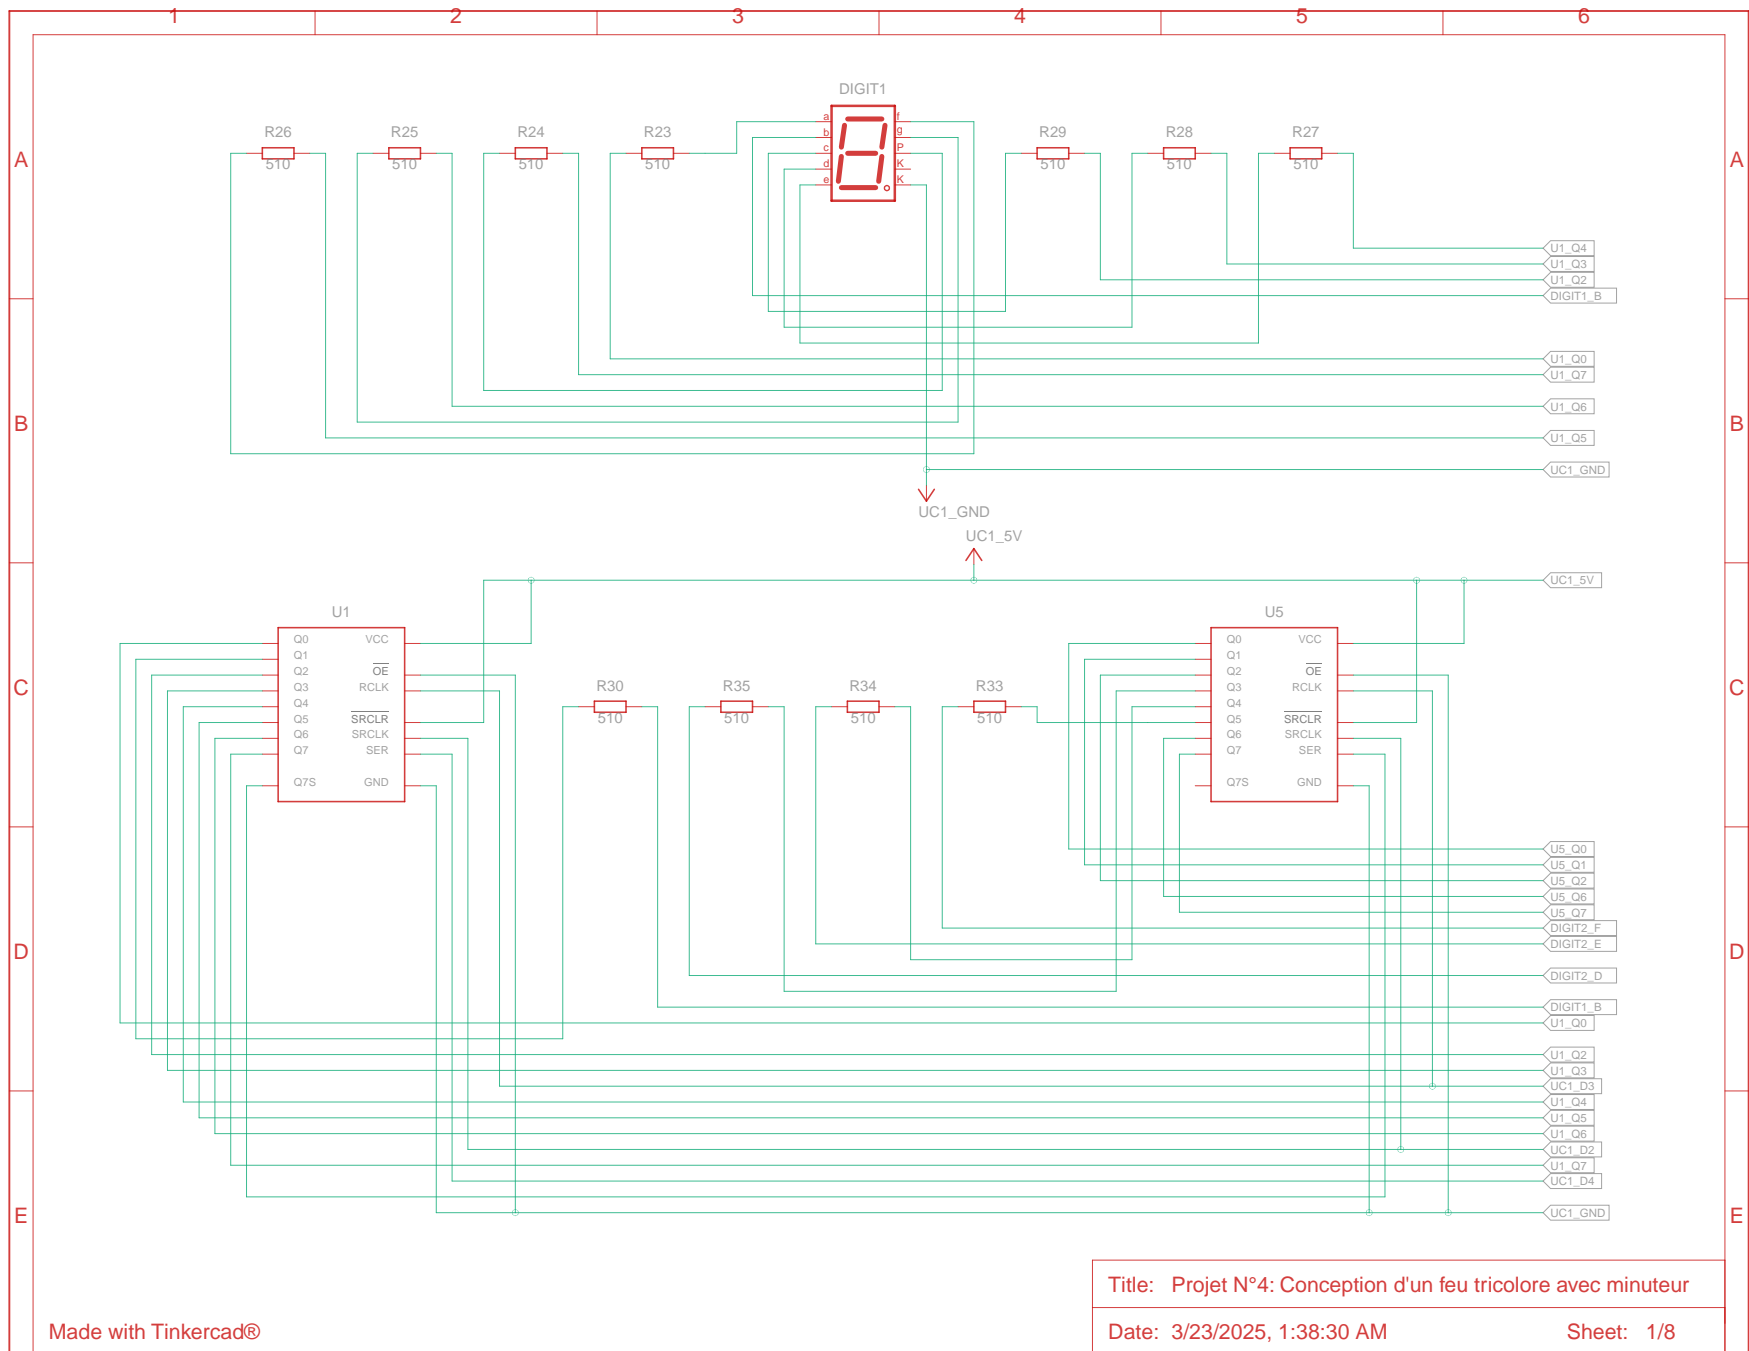 1 2 3 4 5 6
DIGIT1
R26 R25 R24 R23 R29 R28 R27
510 510 510 510 510 510 510
a f
b g
c P
d K
e K
A A
U1_Q4
U1_Q3
U1_Q2
DIGIT1_B
U1_Q0
U1_Q7
U1_Q6
B B
U1_Q5
UC1_GND
UC1_GND
UC1_5V
UC1_5V
U1 U5
Q0 VCC Q0 VCC
Q1 Q1
Q2 OE Q2 OE
Q3 RCLK Q3 RCLK
Q4 Q4
Q5 SRCLR Q5 SRCLR
Q6 SRCLK Q6 SRCLK
Q7 SER Q7 SER
Q7S GND Q7S GND
C C
R30 R35 R34 R33
510 510 510 510
U5_Q0
U5_Q1
U5_Q2
U5_Q6
U5_Q7
DIGIT2_F
DIGIT2_E
D D
DIGIT2_D
DIGIT1_B
U1_Q0
U1_Q2
U1_Q3
UC1_D3
U1_Q4
U1_Q5
U1_Q6
UC1_D2
U1_Q7
UC1_D4
UC1_GND
E E
Title: Projet N°4: Conception d'un feu tricolore avec minuteur
Made with Tinkercad®
Date: 3/23/2025, 1:38:30 AM Sheet: 1/8